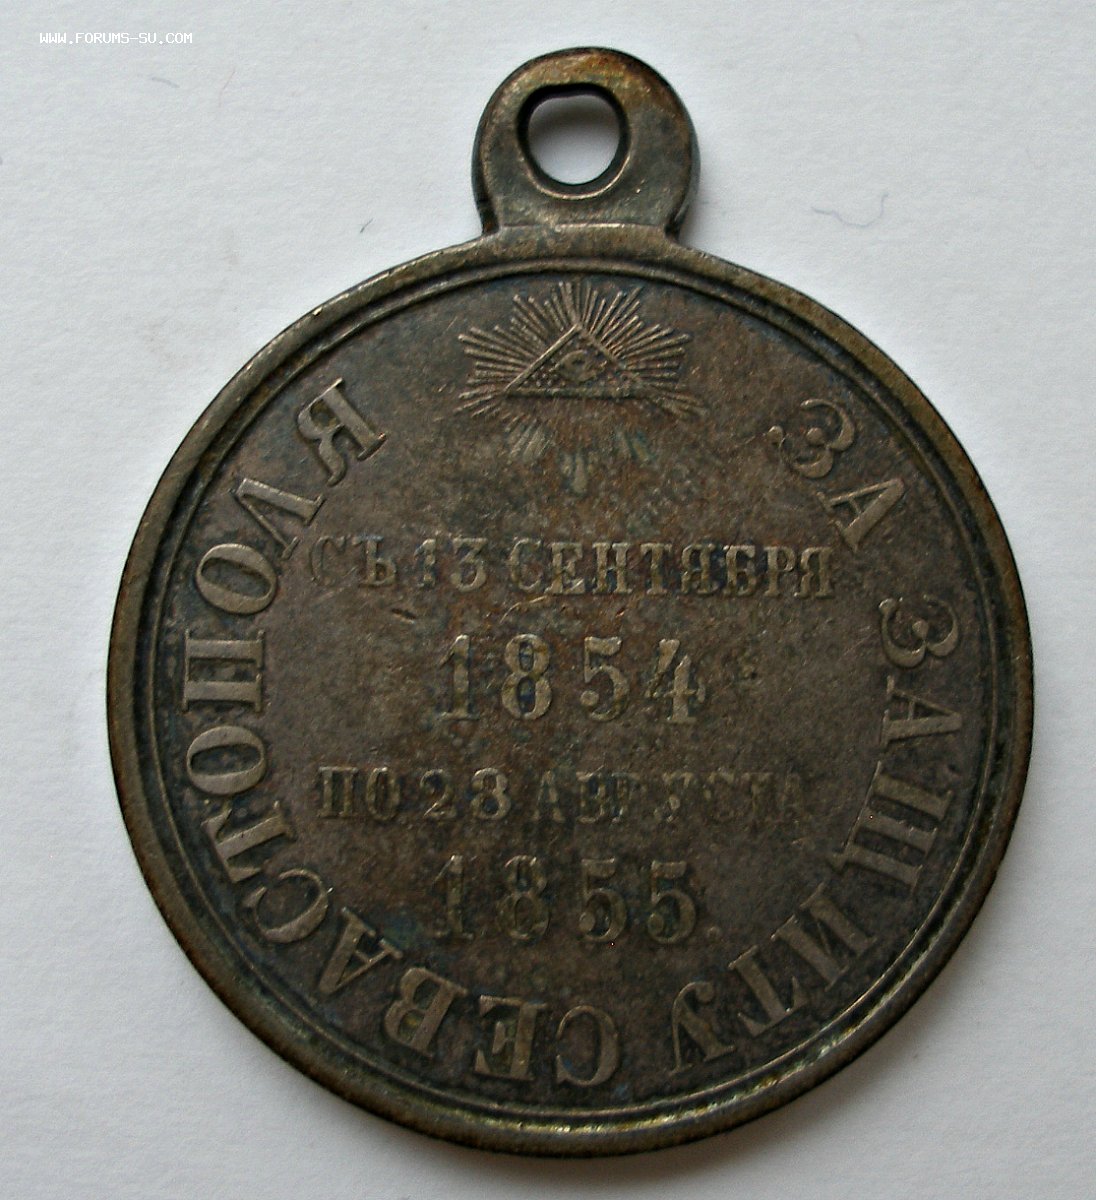 WWW.FORUMS-SU.COM
ЗА ЗАЩИТУ СЕВАСТОПОЛЯ
СЪ 13 СЕНТЯБРЯ
1854
ПО 28 АВГУСТА
1855.